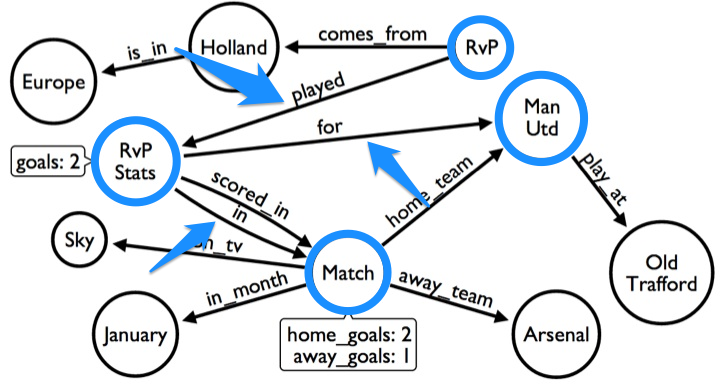 comes_from
is_in
Holland
RvP
Europe
played
Man
Utd
for
RvP
Stats
goals: 2
scored_in
in
home_team
play_at
Sky
on_tv
Match
Old
Trafford
in_month
away_team
January
Arsenal
home_goals: 2
away_goals: 1